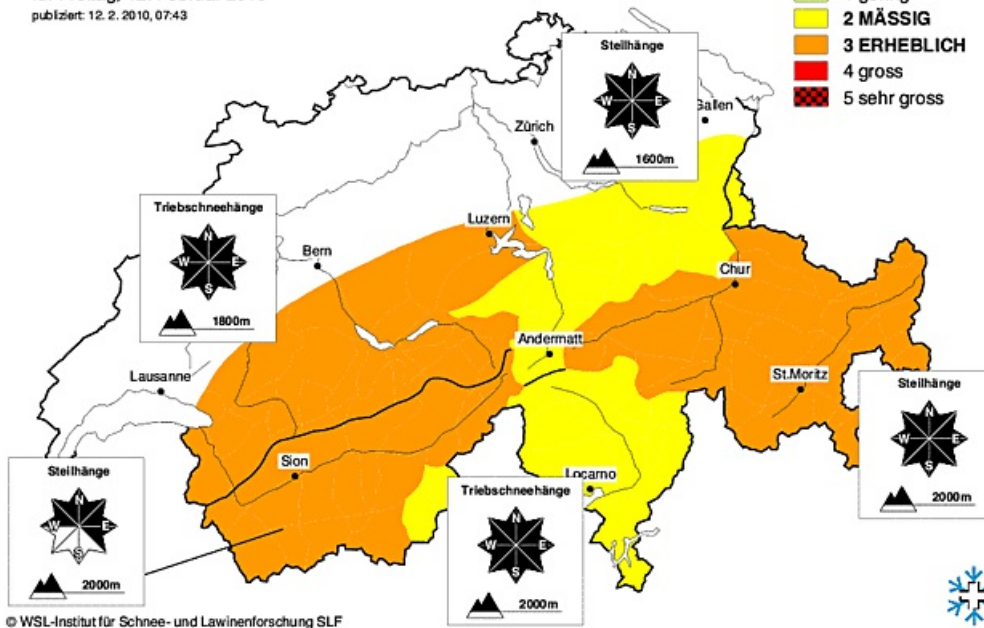 publiziert: 12. 2. 2010, 07:43
2 MÄSSIG
3 ERHEBLICH
4 gross
5 sehr gross
Steilhänge
N
W E
S
1600m
Gallen
Zürich
Triebschneehänge
N
W E
S
1800m
Luzern
Bern
Chur
Andermatt
Lausanne
St.Moritz
Steilhänge
N
W E
S
2000m
Sion
Locarno
Steilhänge
N
W E
S
2000m
Triebschneehänge
N
W E
S
2000m
© WSL-Institut für Schnee- und Lawinenforschung SLF